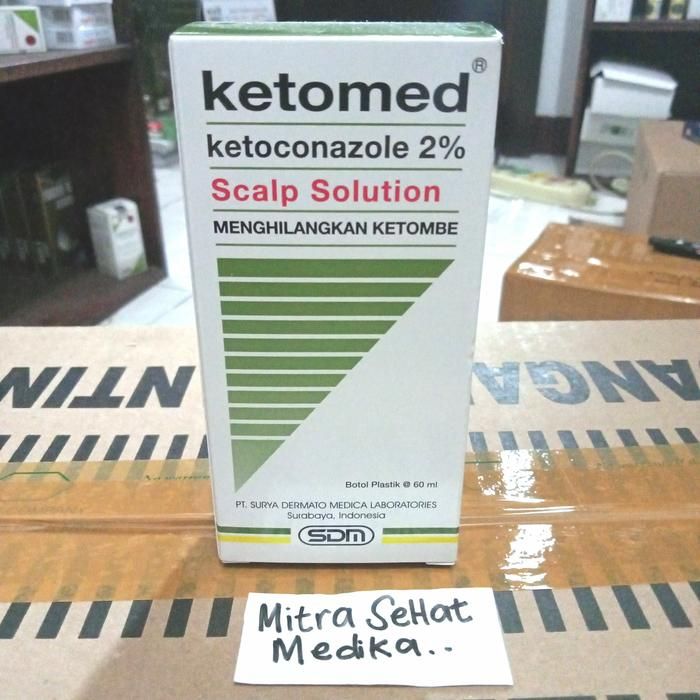 ketomed®
ketoconazole 2%
Scalp Solution
MENGHILANGKAN KETOMBE
Botol Plastik @ 60 ml
PT. SURYA DERMATO MEDICA LABORATORIES
Surabaya, Indonesia
SDM
Mitra SeHat
Medika..